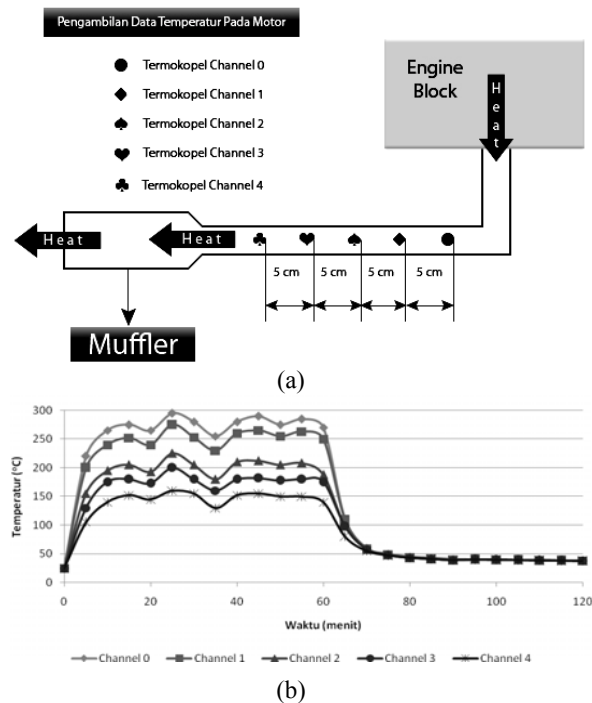 Pengambilan Data Temperatur Pada Motor
Termokopel Channel 0
Termokopel Channel 1
Termokopel Channel 2
Termokopel Channel 3
Termokopel Channel 4
Engine
Block
Heat
Heat
Heat
5 cm
5 cm
5 cm
5 cm
Muffler
(a)
Temperatur (°C)
300
250
200
150
100
50
0
0
20
40
60
80
100
120
Waktu (menit)
Channel 0
Channel 1
Channel 2
Channel 3
Channel 4
(b)